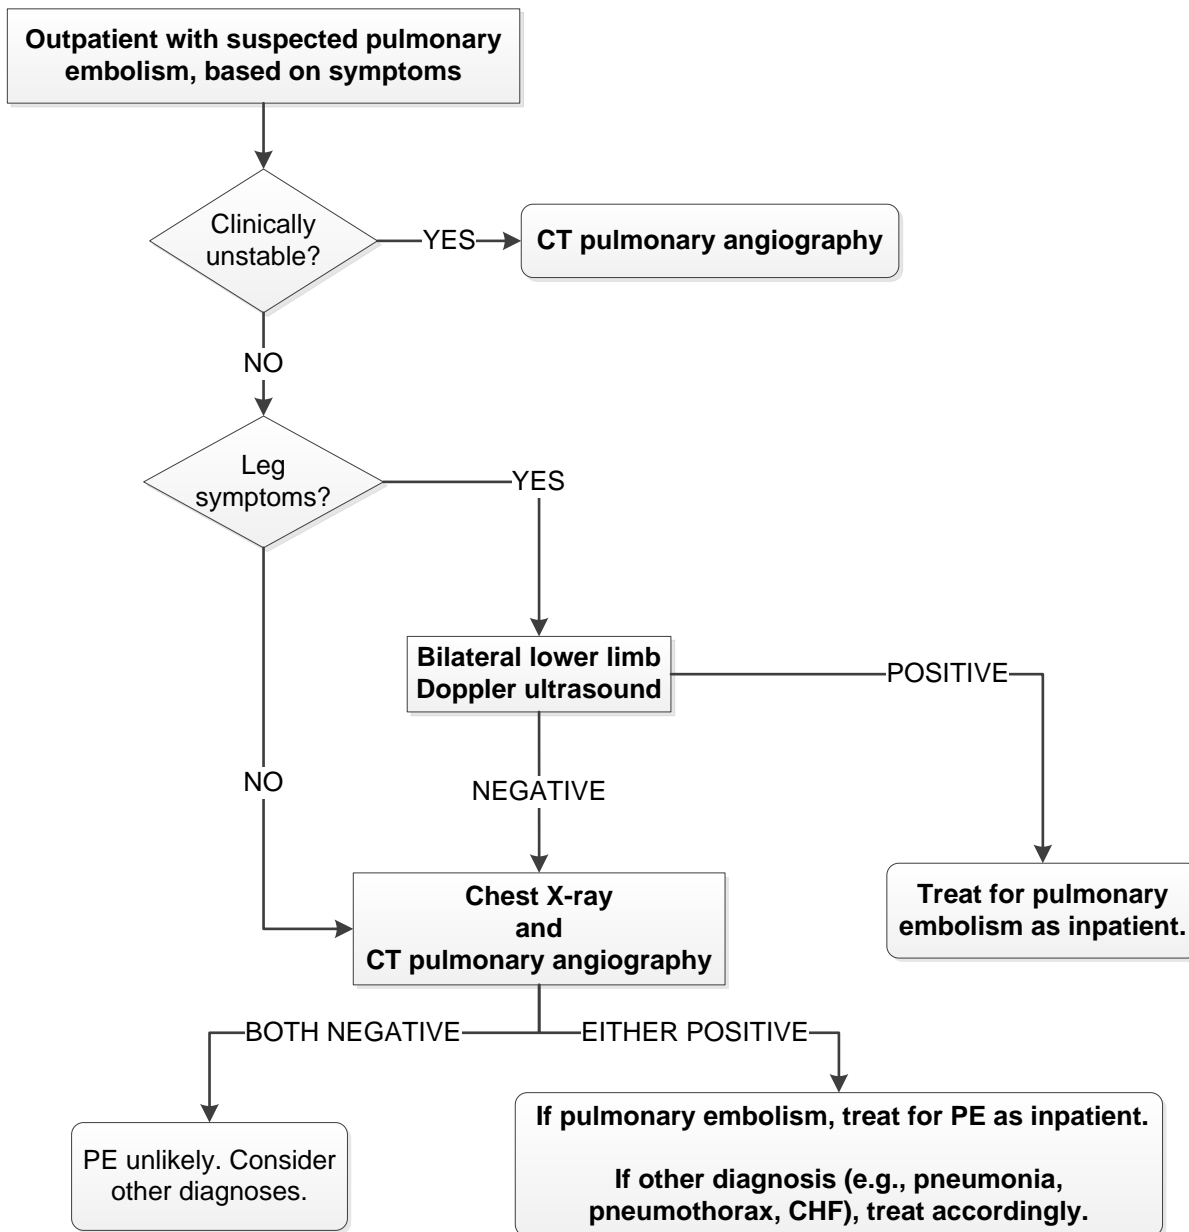 Outpatient with suspected pulmonary
embolism, based on symptoms
Clinically
unstable?
YES
CT pulmonary angiography
NO
Leg
symptoms?
YES
Bilateral lower limb
Doppler ultrasound
POSITIVE
NO
NEGATIVE
Treat for pulmonary
embolism as inpatient.
Chest X-ray
and
CT pulmonary angiography
BOTH NEGATIVE
EITHER POSITIVE
PE unlikely. Consider
other diagnoses.
If pulmonary embolism, treat for PE as inpatient.
If other diagnosis (e.g., pneumonia,
pneumothorax, CHF), treat accordingly.